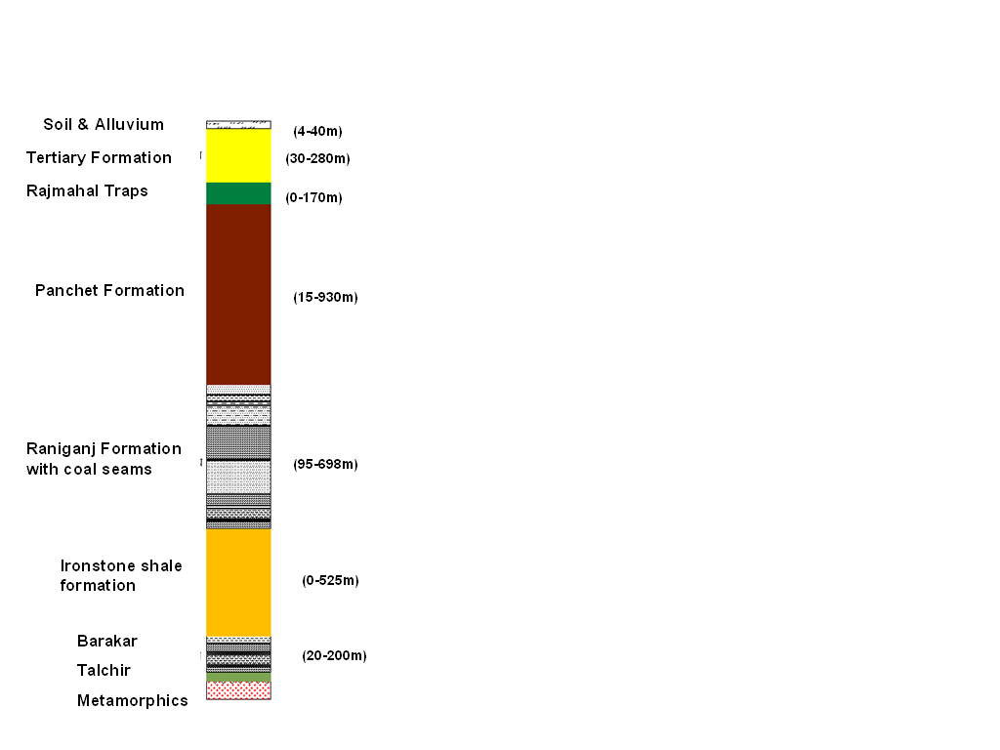 Soil & Alluvium
(4-40m)
Tertiary Formation
(30-280m)
Rajmahal Traps
(0-170m)
Panchet Formation
(15-930m)
Raniganj Formation
with coal seams
(95-698m)
Ironstone shale
formation
(0-525m)
Barakar
(20-200m)
Talchir
Metamorphics